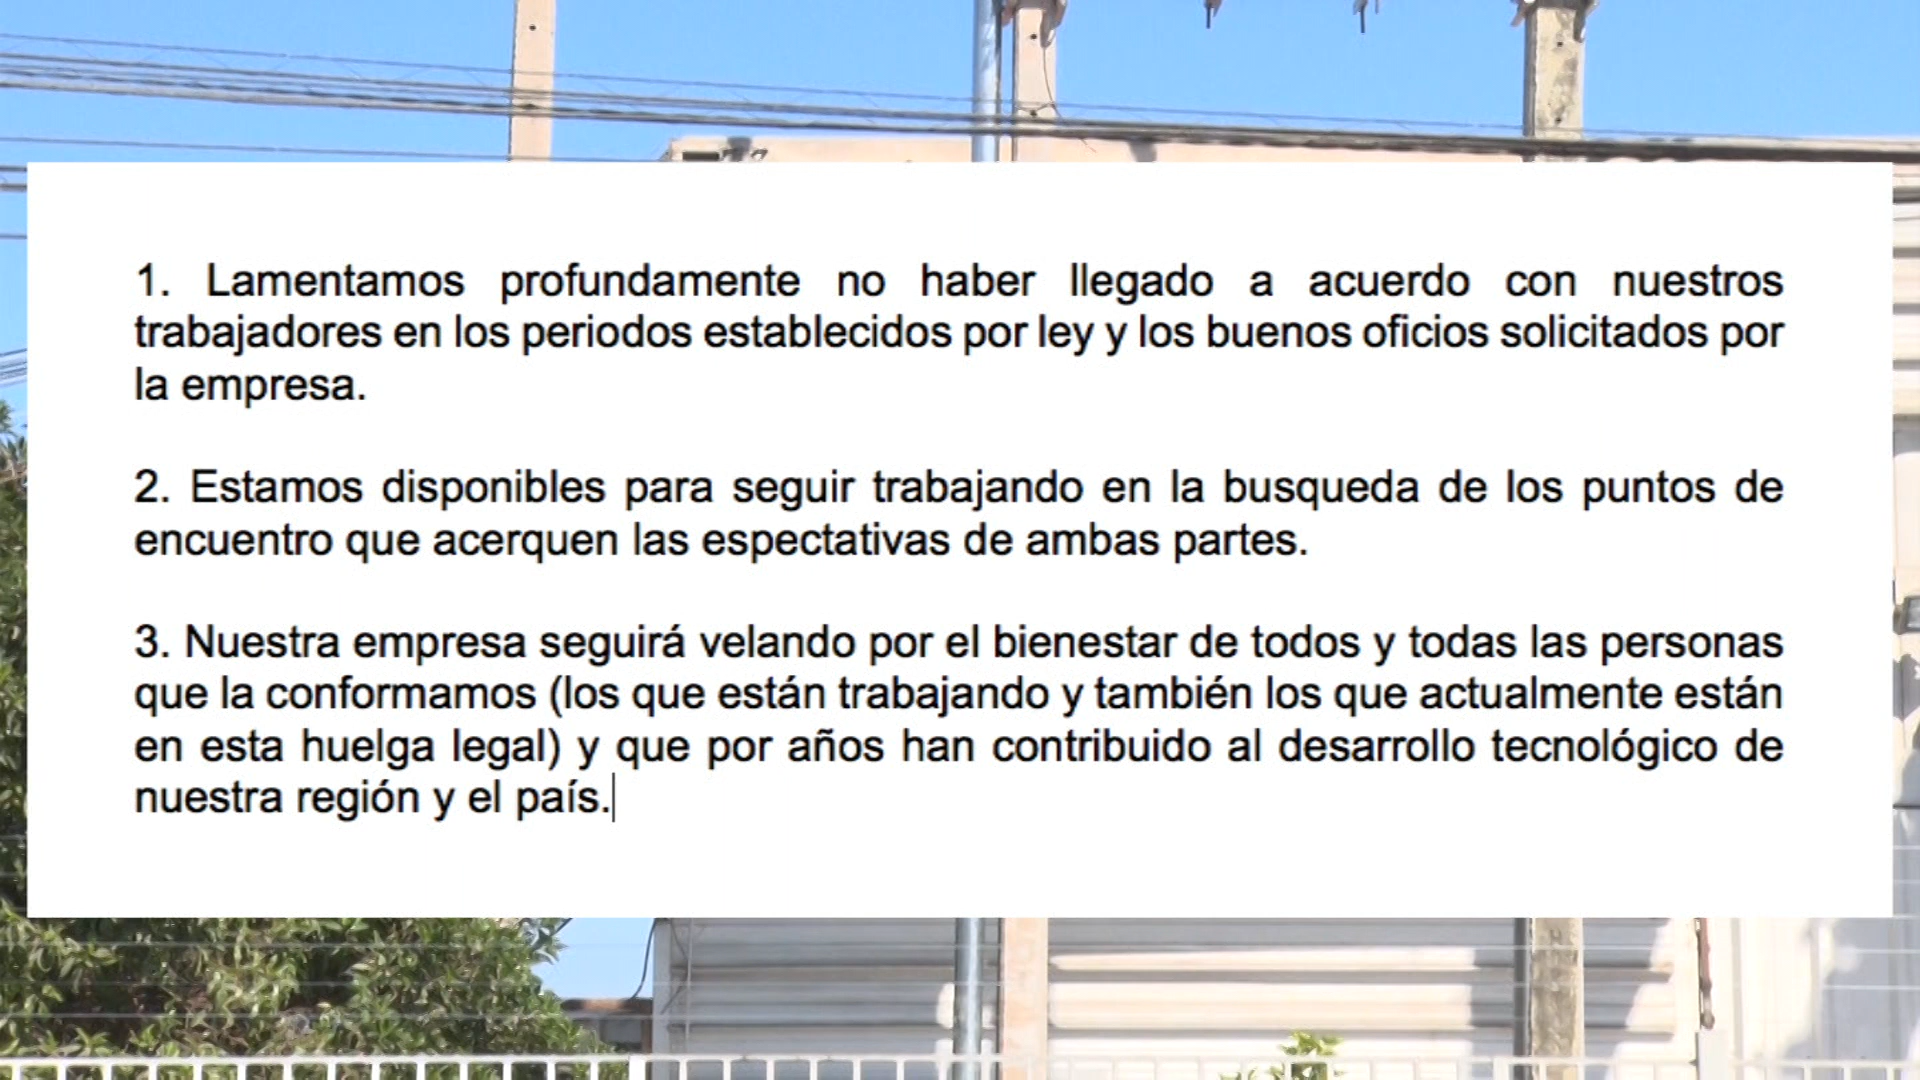 1. Lamentamos profundamente no haber llegado a acuerdo con nuestros
trabajadores en los periodos establecidos por ley y los buenos oficios solicitados por
la empresa.
2. Estamos disponibles para seguir trabajando en la busqueda de los puntos de
encuentro que acerquen las espectativas de ambas partes.
3. Nuestra empresa seguirá velando por el bienestar de todos y todas las personas
que la conformamos (los que están trabajando y también los que actualmente están
en esta huelga legal) y que por años han contribuido al desarrollo tecnológico de
nuestra región y el país.